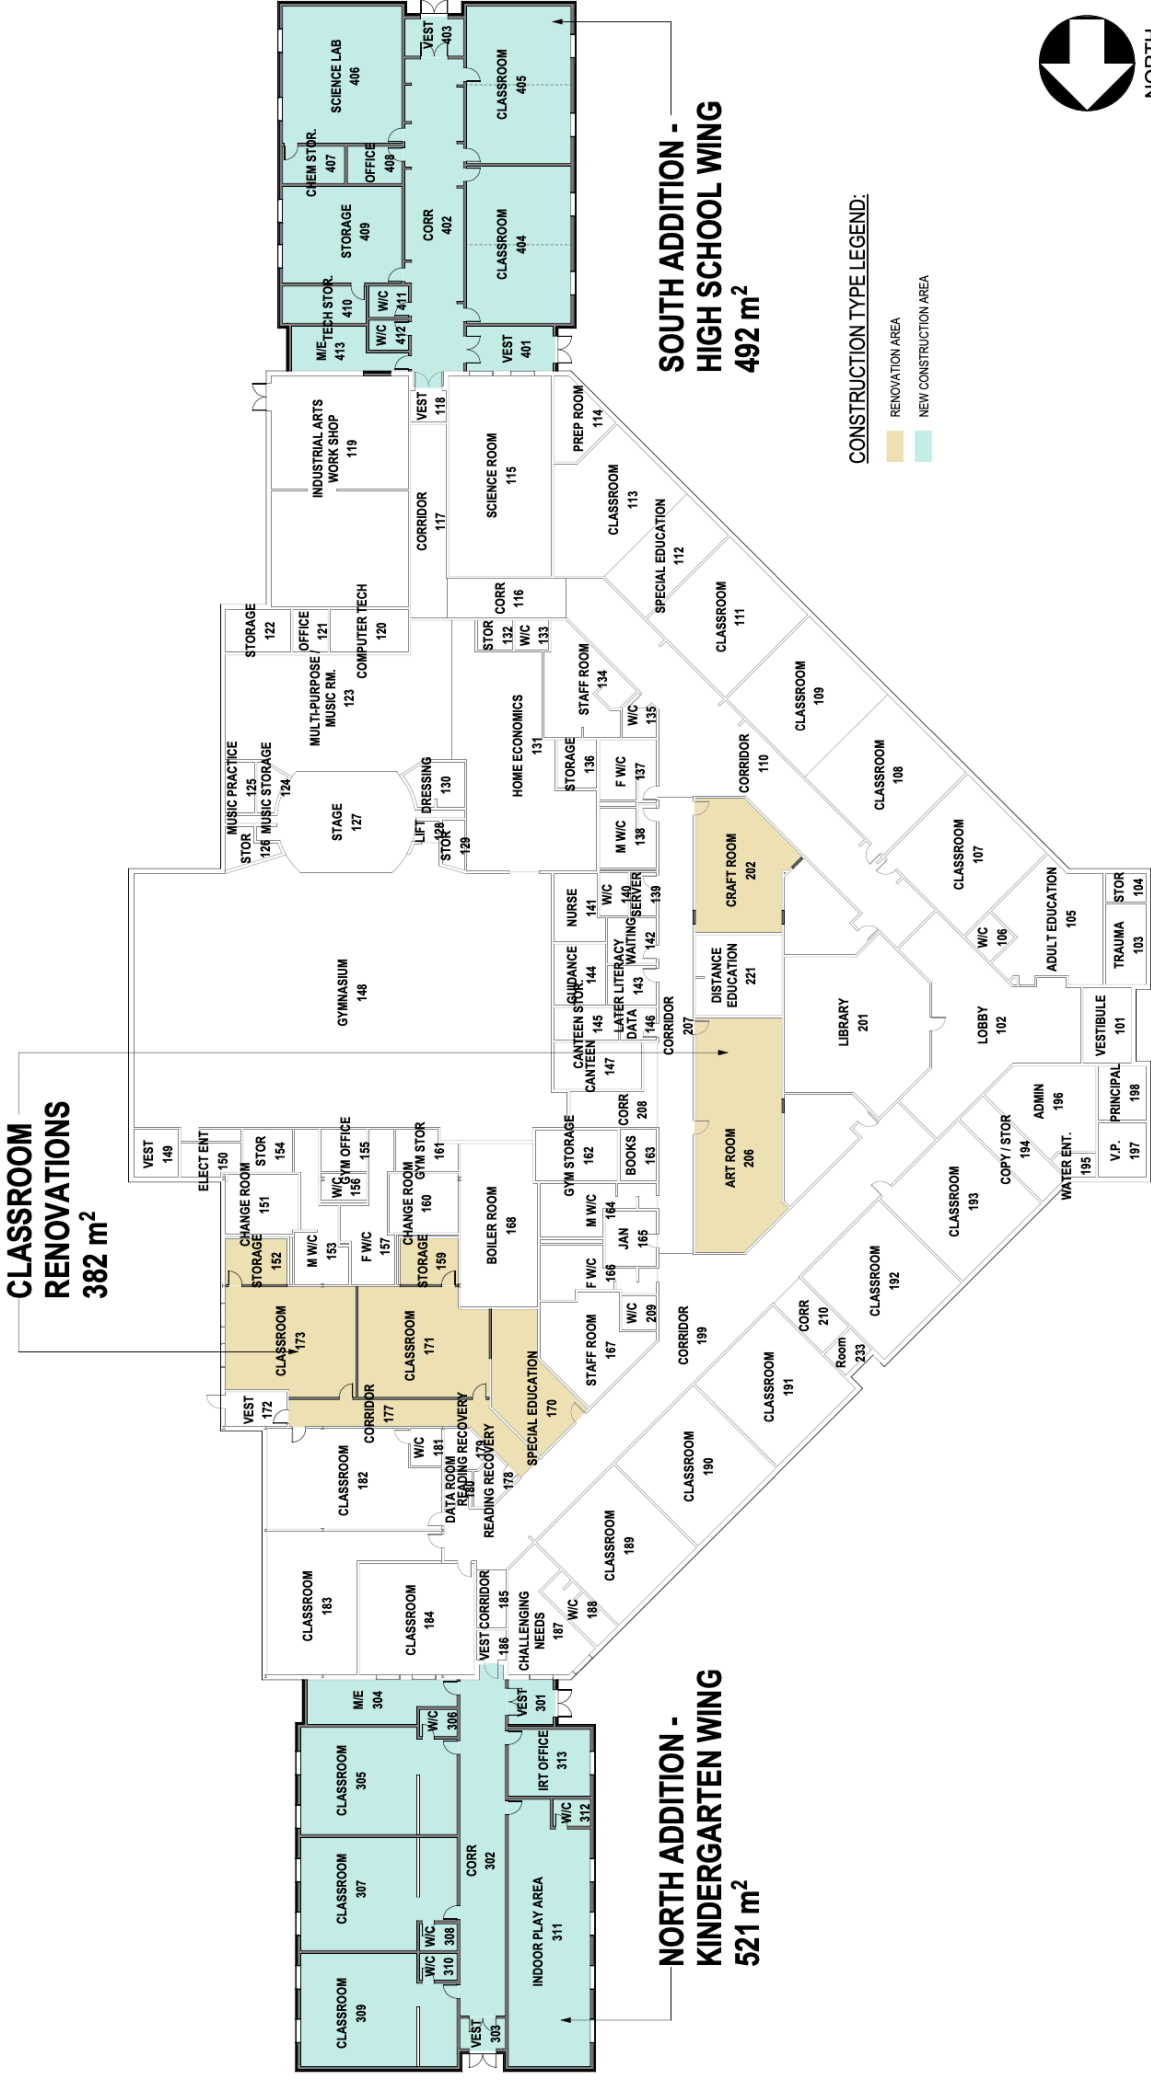 CLASSROOM
RENOVATIONS
382 m²
SOUTH ADDITION -
HIGH SCHOOL WING
492 m²
NORTH ADDITION -
KINDERGARTEN WING
521 m²
CONSTRUCTION TYPE LEGEND:
RENOVATION AREA
NEW CONSTRUCTION AREA
NORTH
CLASSROOM
309
CLASSROOM
307
CLASSROOM
305
M/E
304
W/C
310
W/C
308
W/C
306
VEST
303
CORR
302
VEST
301
INDOOR PLAY AREA
311
W/C
312
IRT OFFICE
313
CLASSROOM
183
CLASSROOM
184
CLASSROOM
182
W/C
181
DATA ROOM
180
READING RECOVERY
179
READING RECOVERY
178
VEST
186
CORRIDOR
185
CHALLENGING
NEEDS
187
W/C
188
CLASSROOM
189
CLASSROOM
190
CLASSROOM
191
CLASSROOM
192
CLASSROOM
193
CORR
210
Room
233
VEST
172
CORRIDOR
177
CLASSROOM
173
CLASSROOM
171
SPECIAL EDUCATION
170
STORAGE
152
STORAGE
159
CHANGE ROOM
151
M W/C
153
F W/C
157
W/C
156
CHANGE ROOM
160
VEST
149
ELECT ENT
150
STOR
154
GYM OFFICE
155
GYM STOR
161
BOILER ROOM
168
STAFF ROOM
167
W/C
209
F W/C
166
JAN
165
M W/C
164
GYM STORAGE
162
BOOKS
163
CORRIDOR
199
CORR
208
GYMNASIUM
148
CANTEEN
147
CANTEEN STOR.
145
DATA
146
LATER LITERACY
143
GUIDANCE
144
WAITING
142
NURSE
141
W/C
140
SERVER
139
CORRIDOR
207
ART ROOM
206
DISTANCE
EDUCATION
221
CRAFT ROOM
202
LIBRARY
201
LOBBY
102
VESTIBULE
101
ADMIN
196
COPY / STOR
194
WATER ENT.
195
V.P.
197
PRINCIPAL
198
TRAUMA
103
STOR
104
ADULT EDUCATION
105
W/C
106
CLASSROOM
107
CLASSROOM
108
CLASSROOM
109
CORRIDOR
110
CLASSROOM
111
SPECIAL EDUCATION
112
CLASSROOM
113
PREP ROOM
114
SCIENCE ROOM
115
CORR
116
CORRIDOR
117
VEST
118
INDUSTRIAL ARTS
WORK SHOP
119
COMPUTER TECH
120
OFFICE
121
STORAGE
122
MULTI-PURPOSE /
MUSIC RM.
123
MUSIC STORAGE
124
MUSIC PRACTICE
125
STOR
126
STAGE
127
LIFT
128
STOR
129
DRESSING
130
HOME ECONOMICS
131
STOR
132
W/C
133
STAFF ROOM
134
W/C
135
STORAGE
136
F W/C
137
M W/C
138
M/E
413
TECH STOR.
410
W/C
412
W/C
411
STORAGE
409
CHEM STOR.
407
OFFICE
408
SCIENCE LAB
406
CORR
402
VEST
403
VEST
401
CLASSROOM
404
CLASSROOM
405